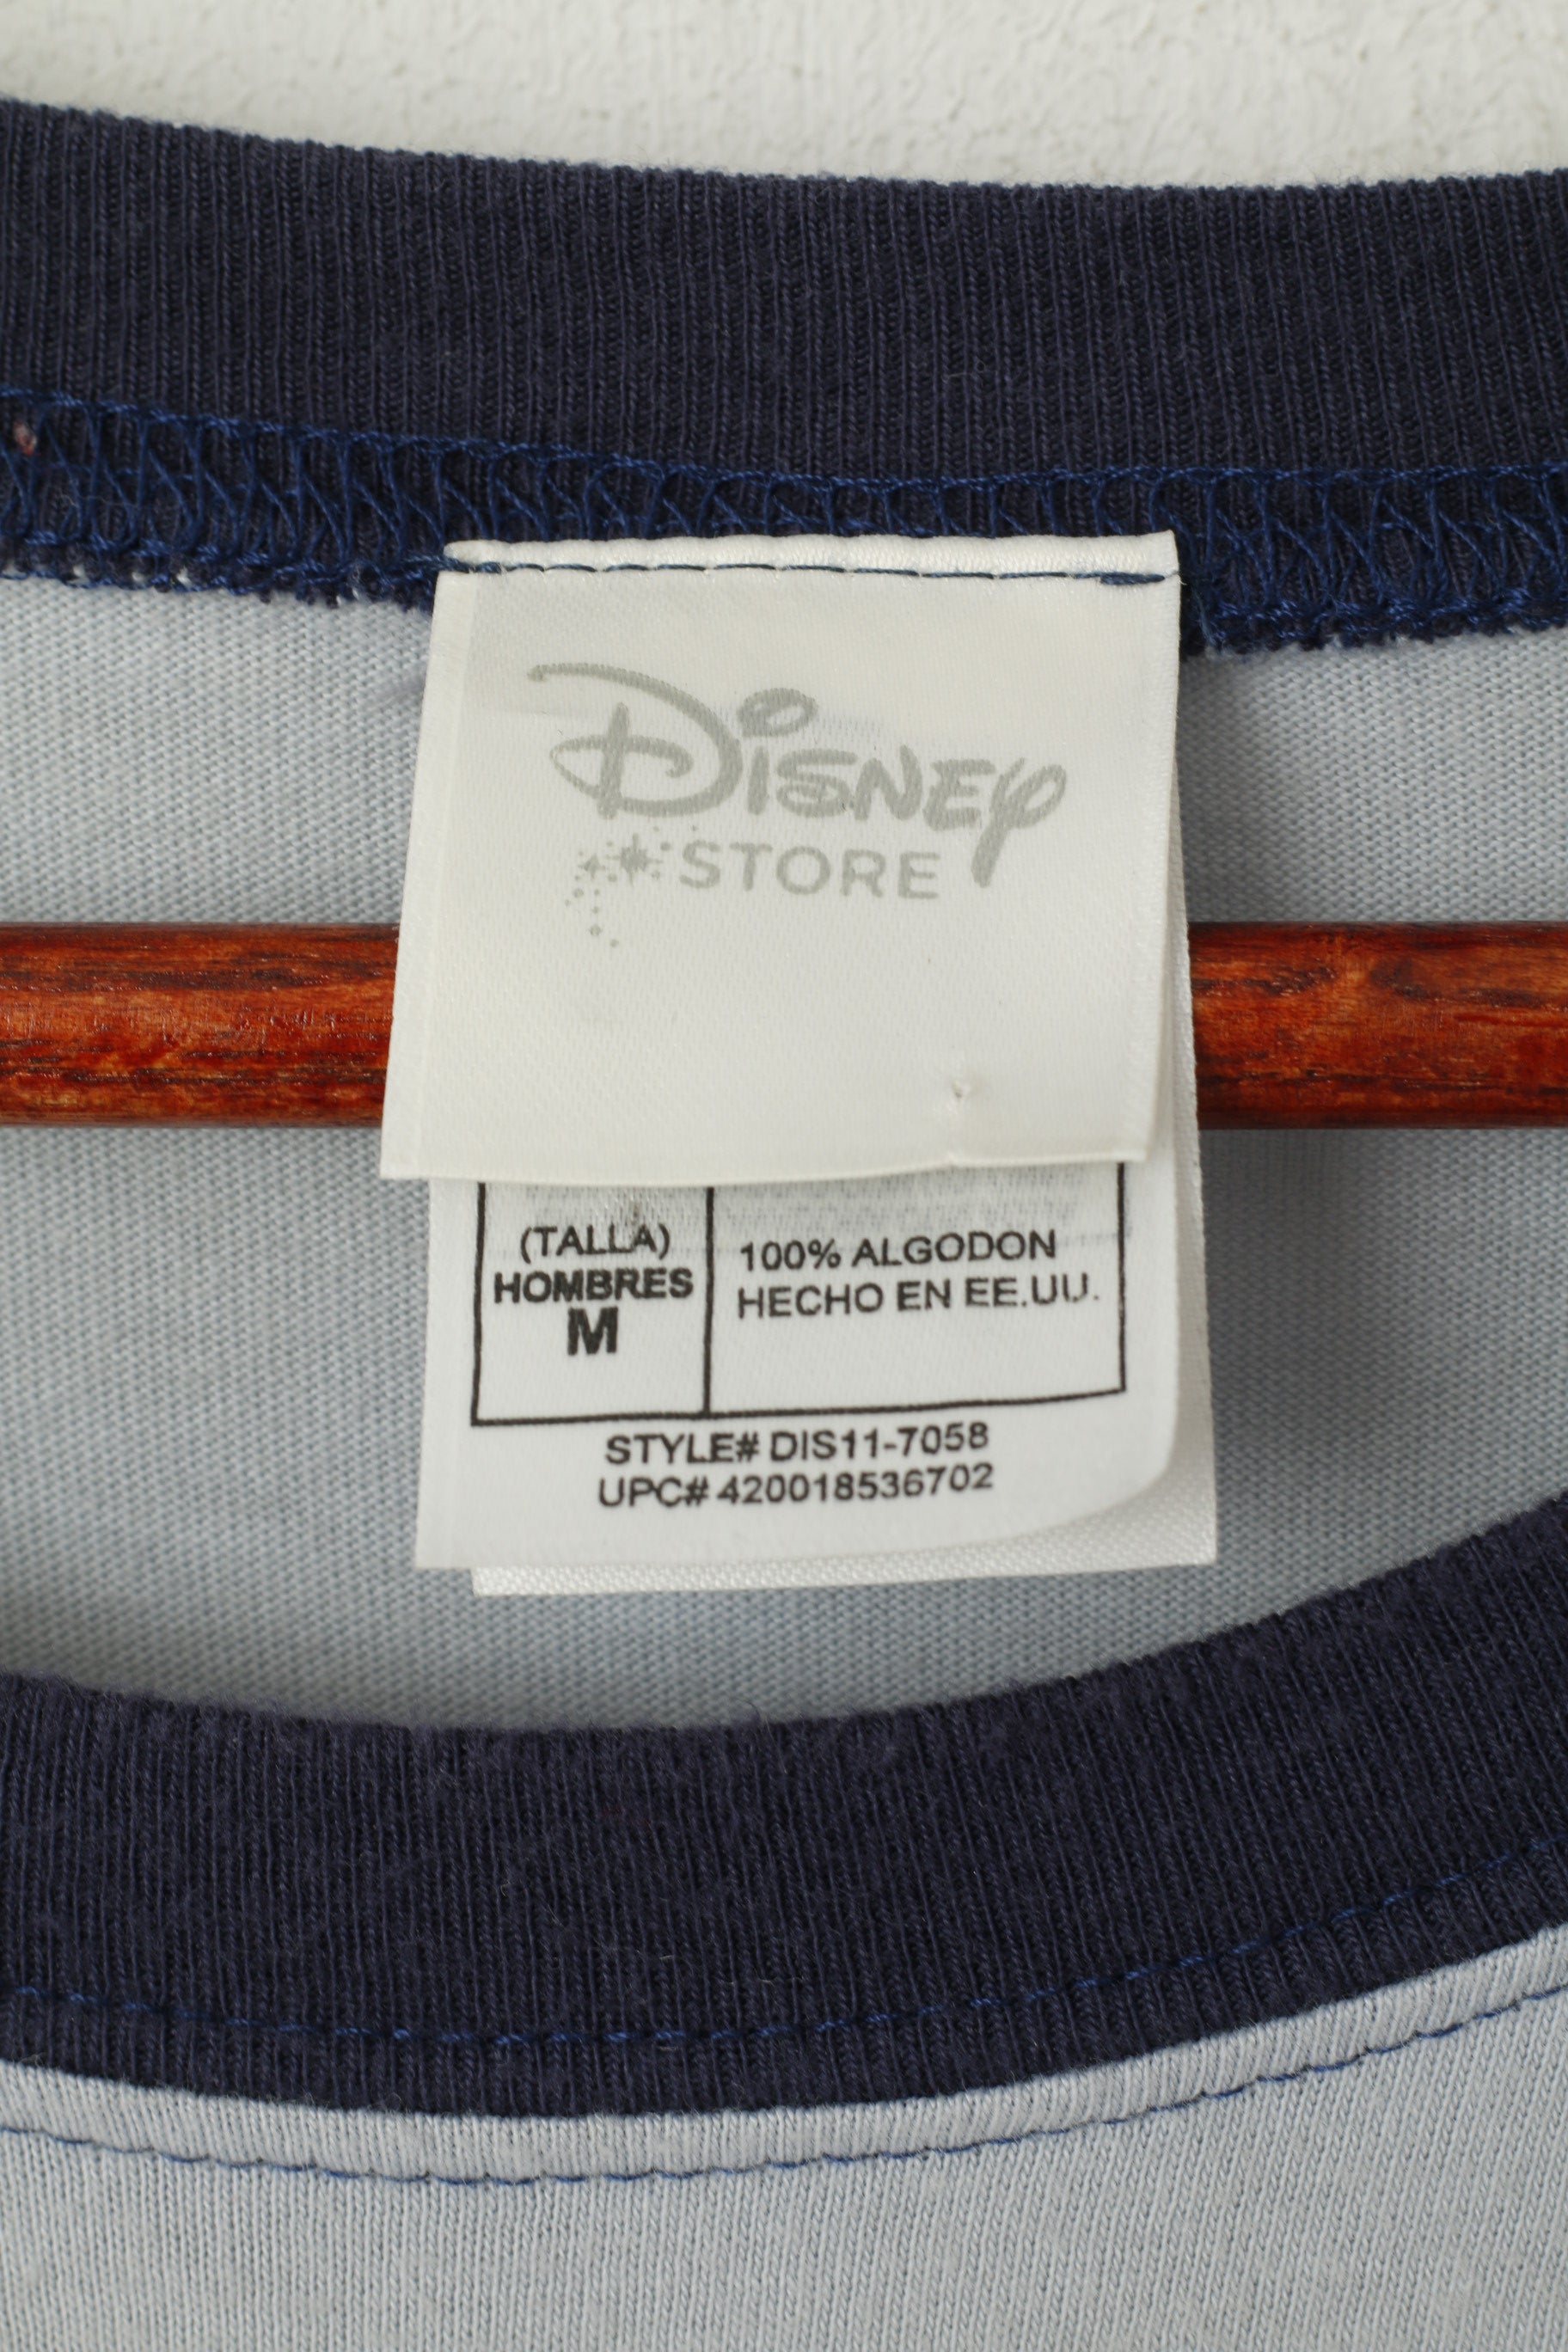 Disney
STORE
(TALLA)
HOMBRES
M
100% ALGODON
HECHO EN EE.UU.
STYLE# DIS11-7058
UPC# 420018536702